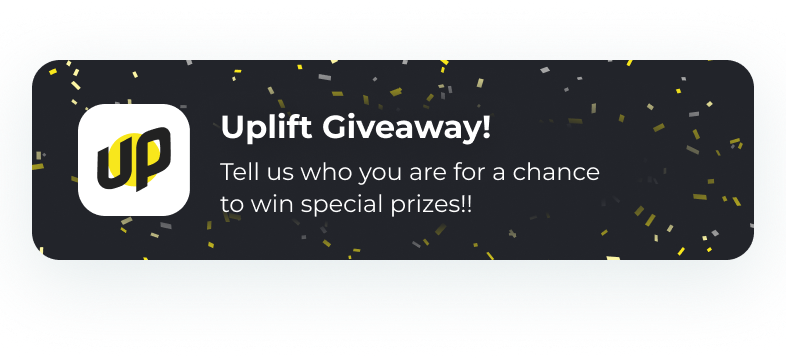 UP
Uplift Giveaway!
Tell us who you are for a chance
to win special prizes!!